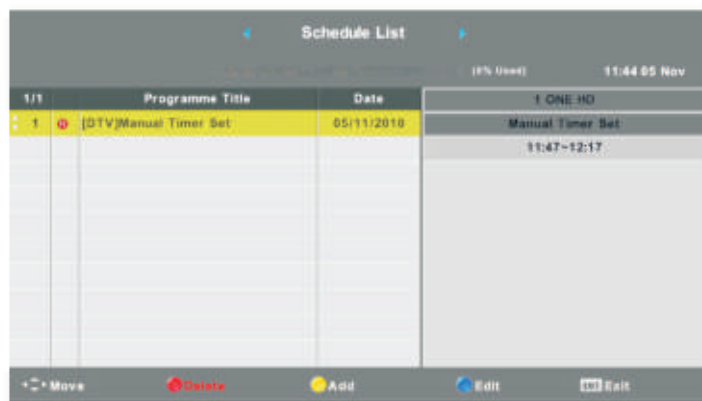 Schedule List
(0% Used) 11:44 05 Nov
1/1 Programme Title Date 1 ONE HD
1 [DTV]Manual Timer Set 05/11/2018 Manual Timer Set
11:47~12:17
Move Delete Add Edit Exit